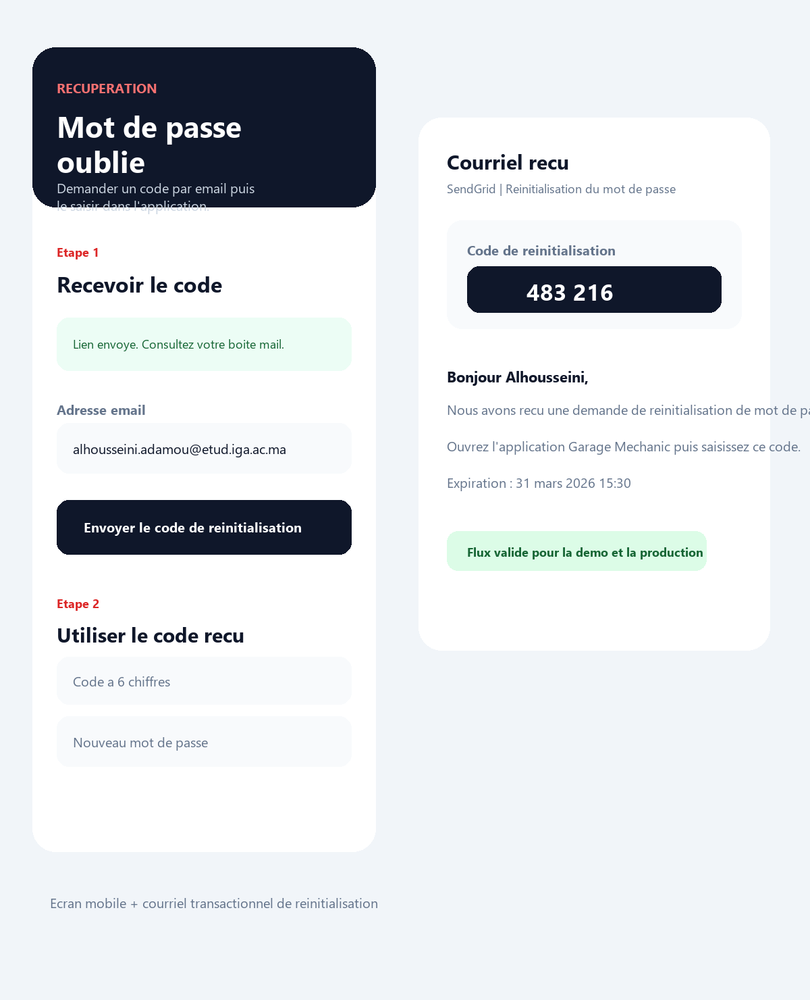 RECUPERATION
Mot de passe
oublie
Demander un code par email puis
le saisir dans l'application.
Etape 1
Recevoir le code
Lien envoye. Consultez votre boite mail.
Adresse email
alhousseini.adamou@etud.iga.ac.ma
Envoyer le code de reinitialisation
Etape 2
Utiliser le code recu
Code a 6 chiffres
Nouveau mot de passe
Courriel recu
SendGrid | Reinitialisation du mot de passe
Code de reinitialisation
483 216
Bonjour Alhousseini,
Nous avons recu une demande de reinitialisation de mot de
Ouvrez l'application Garage Mechanic puis saisissez ce code.
Expiration : 31 mars 2026 15:30
Flux valide pour la demo et la production
Ecran mobile + courriel transactionnel de reinitialisation